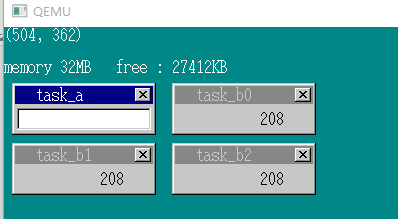 QEMU
(504, 362)
memory 32MB free : 27412KB
task_a
task_b0
208
task_b1
task_b2
208
208